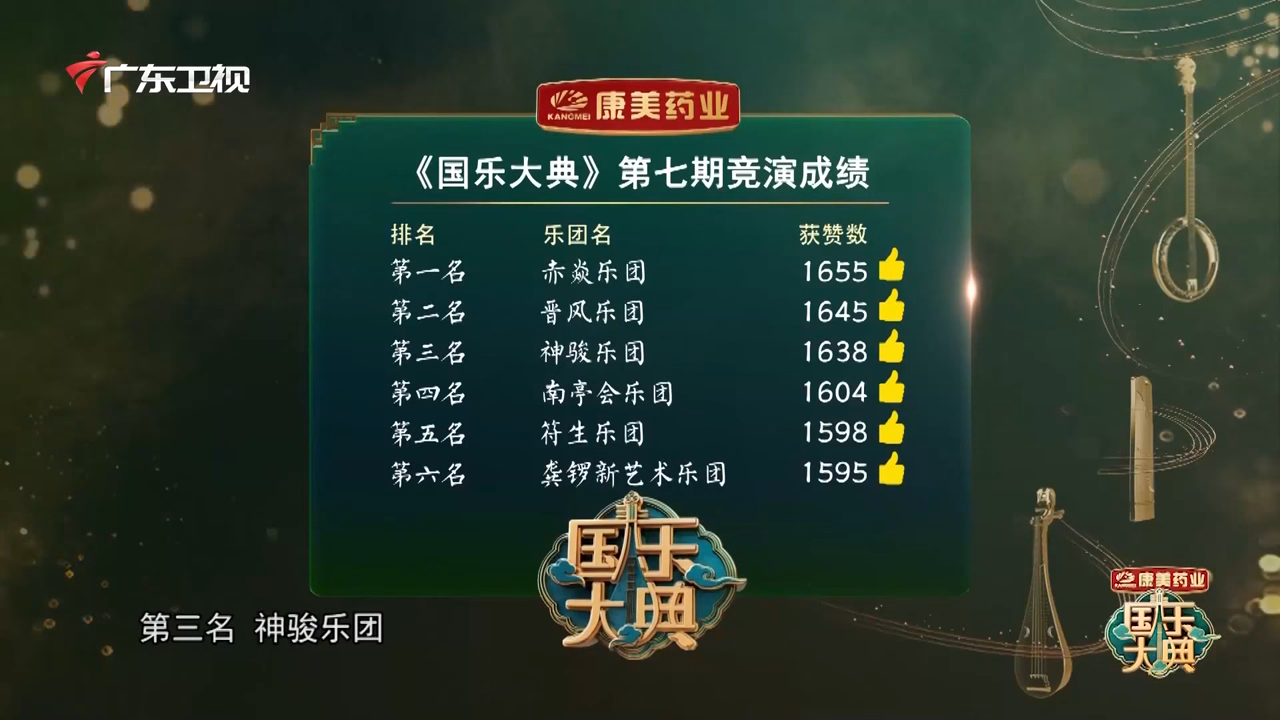 广东卫视
KANGMEI 康美药业
《国乐大典》第七期竞演成绩
排名 乐团名 获赞数
第一名 赤焱乐团 1655
第二名 晋风乐团 1645
第三名 神骏乐团 1638
第四名 南亭会乐团 1604
第五名 符生乐团 1598
第六名 龚锣新艺术乐团 1595
国乐
大典
第三名 神骏乐团
康美药业
国乐
大典